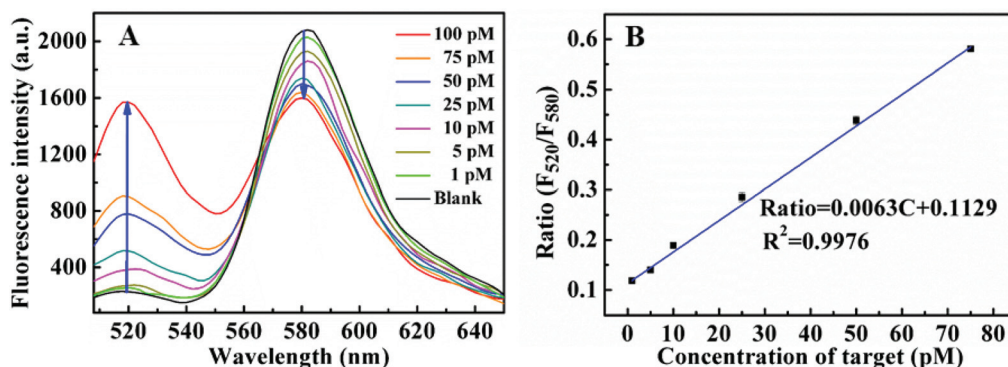 A
100 pM
75 pM
50 pM
25 pM
10 pM
5 pM
1 pM
Blank
Fluorescence intensity (a.u.)
2000
1600
1200
800
400
520 540 560 580 600 620 640
Wavelength (nm)
B
Ratio (F520/F580)
0.6
0.5
0.4
0.3
0.2
0.1
Ratio=0.0063C+0.1129
R²=0.9976
0 10 20 30 40 50 60 70 80
Concentration of target (pM)